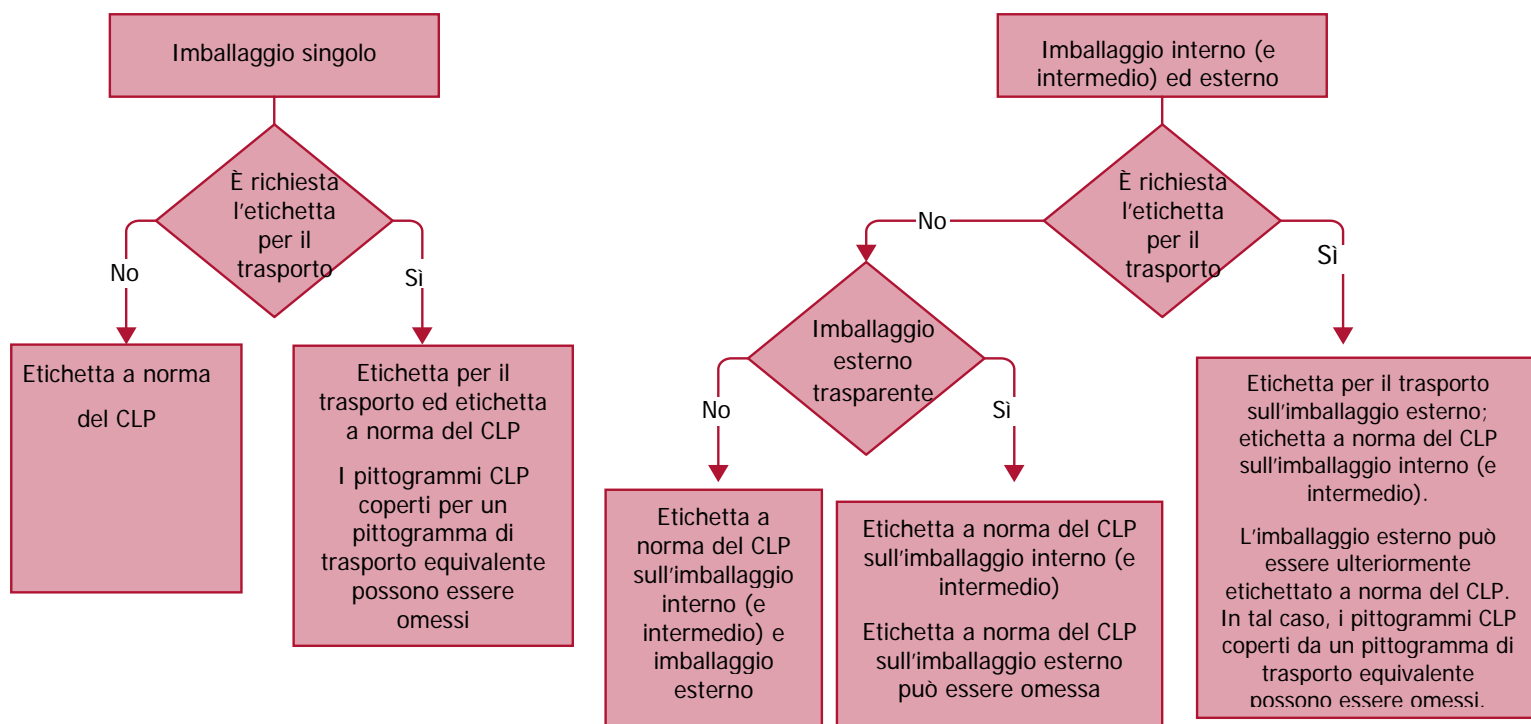 Imballaggio singolo
È richiesta
l'etichetta
per il
trasporto
No
Sì
Etichetta a norma
del CLP
Etichetta per il
trasporto ed etichetta
a norma del CLP
I pittogrammi CLP
coperti per un
pittogramma di
trasporto equivalente
possono essere
omessi
Imballaggio interno (e
intermedio) ed esterno
È richiesta
l'etichetta
per il
trasporto
No
Sì
Imballaggio
esterno
trasparente
No
Sì
Etichetta a
norma del CLP
sull'imballaggio
interno (e
intermedio) e
imballaggio
esterno
Etichetta a norma del CLP
sull'imballaggio interno (e
intermedio)
Etichetta a norma del CLP
sull'imballaggio esterno
può essere omessa
Etichetta per il trasporto
sull'imballaggio esterno;
etichetta a norma del CLP
sull'imballaggio interno (e
intermedio).
L'imballaggio esterno può
essere ulteriormente
etichettato a norma del CLP.
In tal caso, i pittogrammi CLP
coperti da un pittogramma di
trasporto equivalente
possono essere omessi.